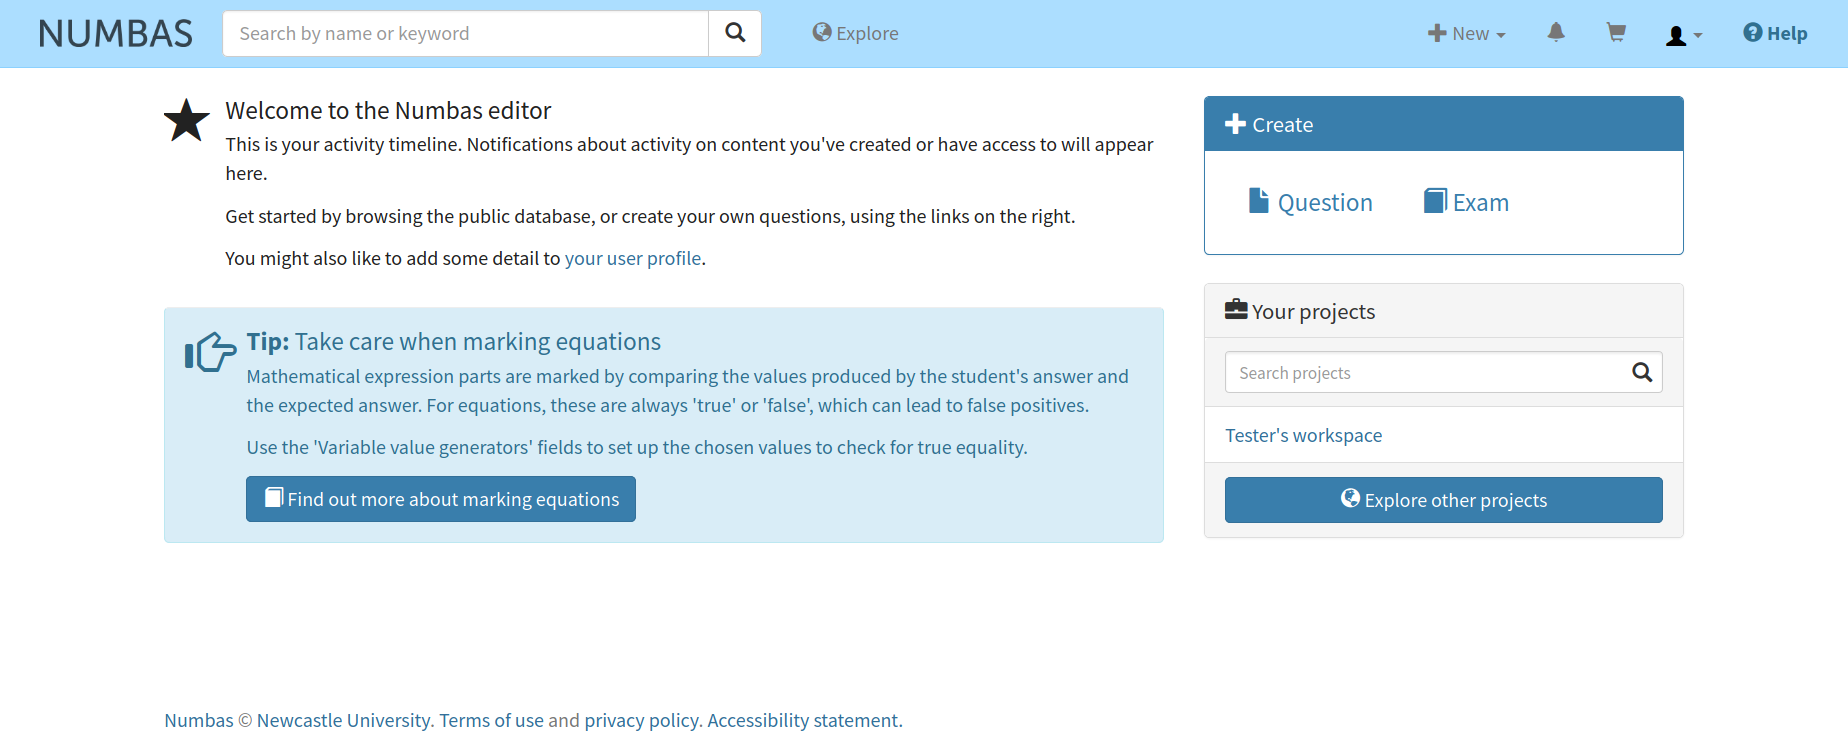 NUMBAS
Search by name or keyword
Explore
New
Help
Welcome to the Numbas editor
This is your activity timeline. Notifications about activity on content you've created or have access to will appear
here.
Get started by browsing the public database, or create your own questions, using the links on the right.
You might also like to add some detail to your user profile.
Tip: Take care when marking equations
Mathematical expression parts are marked by comparing the values produced by the student's answer and
the expected answer. For equations, these are always 'true' or 'false', which can lead to false positives.
Use the 'Variable value generators' fields to set up the chosen values to check for true equality.
Find out more about marking equations
Create
Question
Exam
Your projects
Search projects
Tester's workspace
Explore other projects
Numbas © Newcastle University. Terms of use and privacy policy. Accessibility statement.